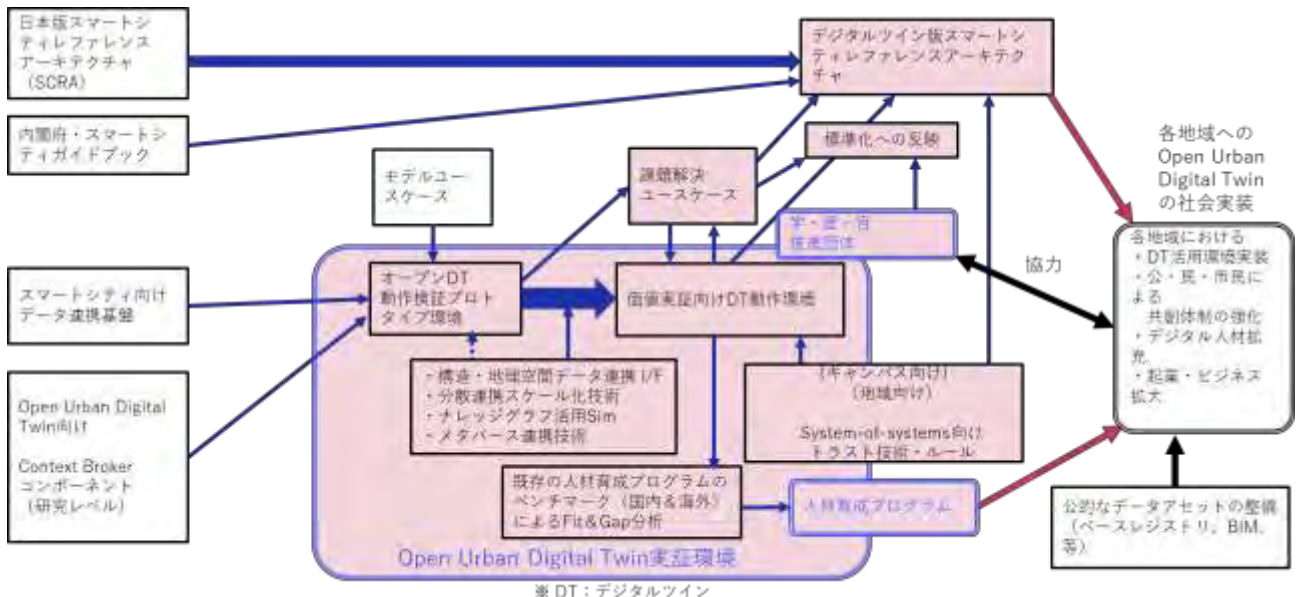 日本版スマートシ
ティレファレンス
アーキテクチャ
（SCRA）
内閣府・スマートシ
ティガイドブック
スマートシティ向け
データ連携基盤
Open Urban Digital
Twin向け
Context Broker
コンポーネント
（研究レベル）
モデルユー
スケース
課題解決
ユースケース
デジタルツイン版スマートシ
ティレファレンスアーキテク
チャ
標準化への反映
学・産・官
推進団体
オープンDT
動作検証プロト
タイプ環境
価値実証向けDT動作環境
・構造・地理空間データ連携 I/F
・分散連携スケール化技術
・ナレッジグラフ活用Sim
・メタバース連携技術
（キャンパス向け）
（地域向け）
System-of-systems向け
トラスト技術・ルール
既存の人材育成プログラムの
ベンチマーク（国内＆海外）
によるFit＆Gap分析
人材育成プログラム
Open Urban Digital Twin実証環境
※ DT：デジタルツイン
各地域への
Open Urban
Digital Twin
の社会実装
協力
各地域における
・DT活用環境実装
・公・民・市民に
よる
共創体制の強化
・デジタル人材拡
充
・起業・ビジネス
拡大
公的なデータアセットの整備
（ベースレジストリ，BIM，
等）